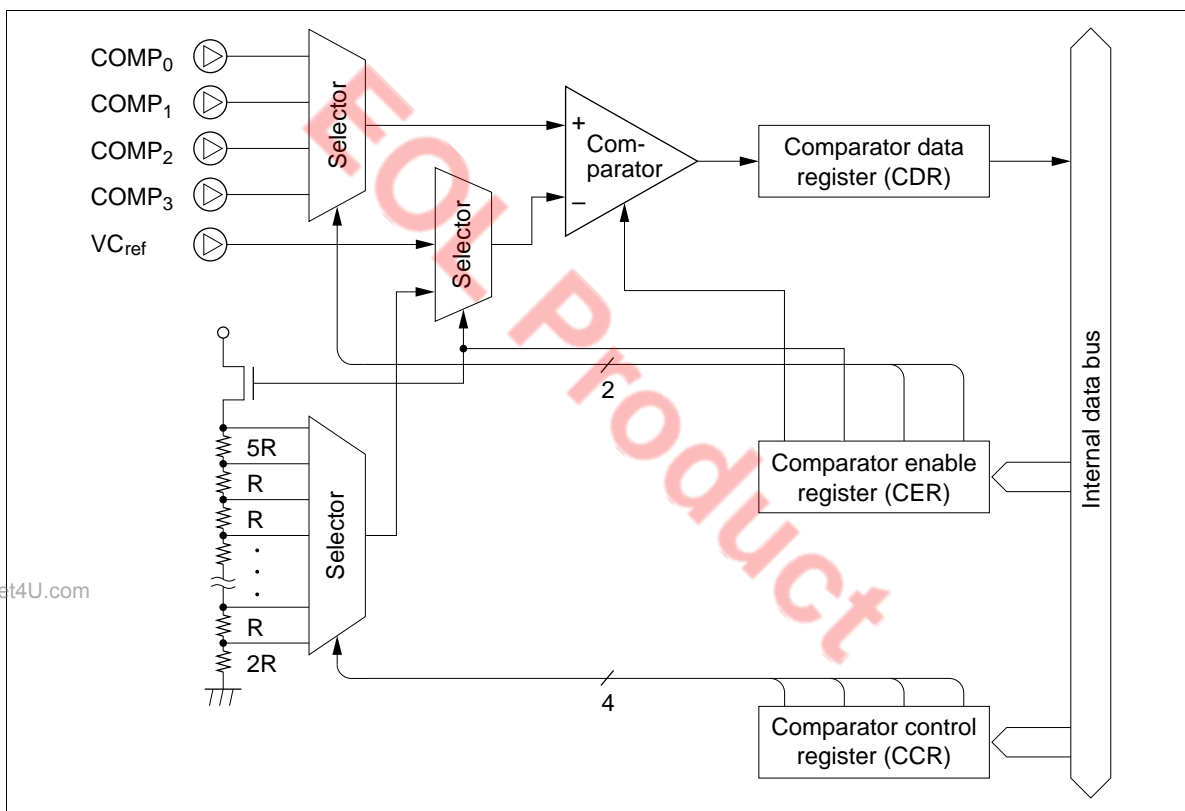 COMP0
COMP1
COMP2
COMP3
VCref
Selector
Selector
+
Com-
parator
−
Comparator data
register (CDR)
Internal data bus
2
Comparator enable
register (CER)
5R
R
R
R
2R
Selector
4
Comparator control
register (CCR)
EOL Product
et4U.com